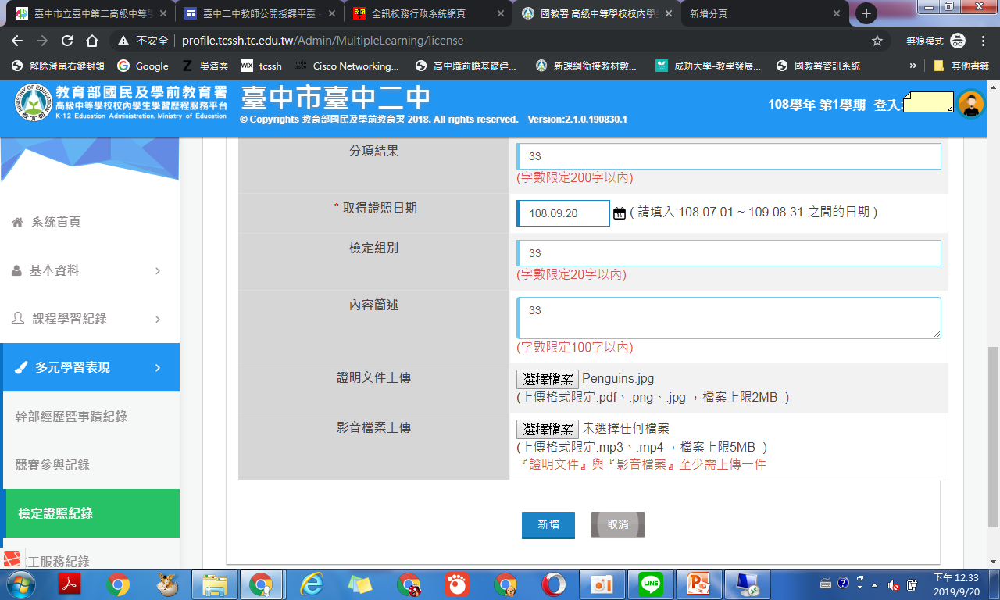 臺中市立臺中第二高級中等學
臺中二中教師公開授課平臺 -
全訊校務行政系統網頁
國教署 高級中等學校校內學生
新增分頁
不安全 profile.tcssh.tc.edu.tw/Admin/MultipleLearning/license
無痕模式
解除滑鼠右鍵封鎖
Google
吳清雲
WIX tcssh
Cisco Networking...
高中職前瞻基礎建...
新課綱銜接教材數...
成功大學-教學發展...
國教署資訊系統
»
其他書籤
教育部國民及學前教育署
高級中等學校校內學生學習歷程服務平台
K-12 Education Administration, Ministry of Education
臺中市臺中二中
© Copyrights 教育部國民及學前教育署 2018. All rights reserved. Version:2.1.0.190830.1
108學年 第1學期 登入
系統首頁
基本資料
課程學習紀錄
多元學習表現
幹部經歷暨事蹟紀錄
競賽參與記錄
檢定證照紀錄
工服務紀錄
分項結果
33
(字數限定200字以內)
* 取得證照日期
108.09.20 ( 請填入 108.07.01 ~ 109.08.31 之間的日期 )
檢定組別
33
(字數限定20字以內)
內容簡述
33
(字數限定100字以內)
證明文件上傳
選擇檔案 Penguins.jpg
(上傳格式限定.pdf、.png、.jpg ，檔案上限2MB )
影音檔案上傳
選擇檔案 未選擇任何檔案
(上傳格式限定.mp3、.mp4 ，檔案上限5MB )
『證明文件』與『影音檔案』至少需上傳一件
新增
取消
LINE
下午 12:33
2019/9/20